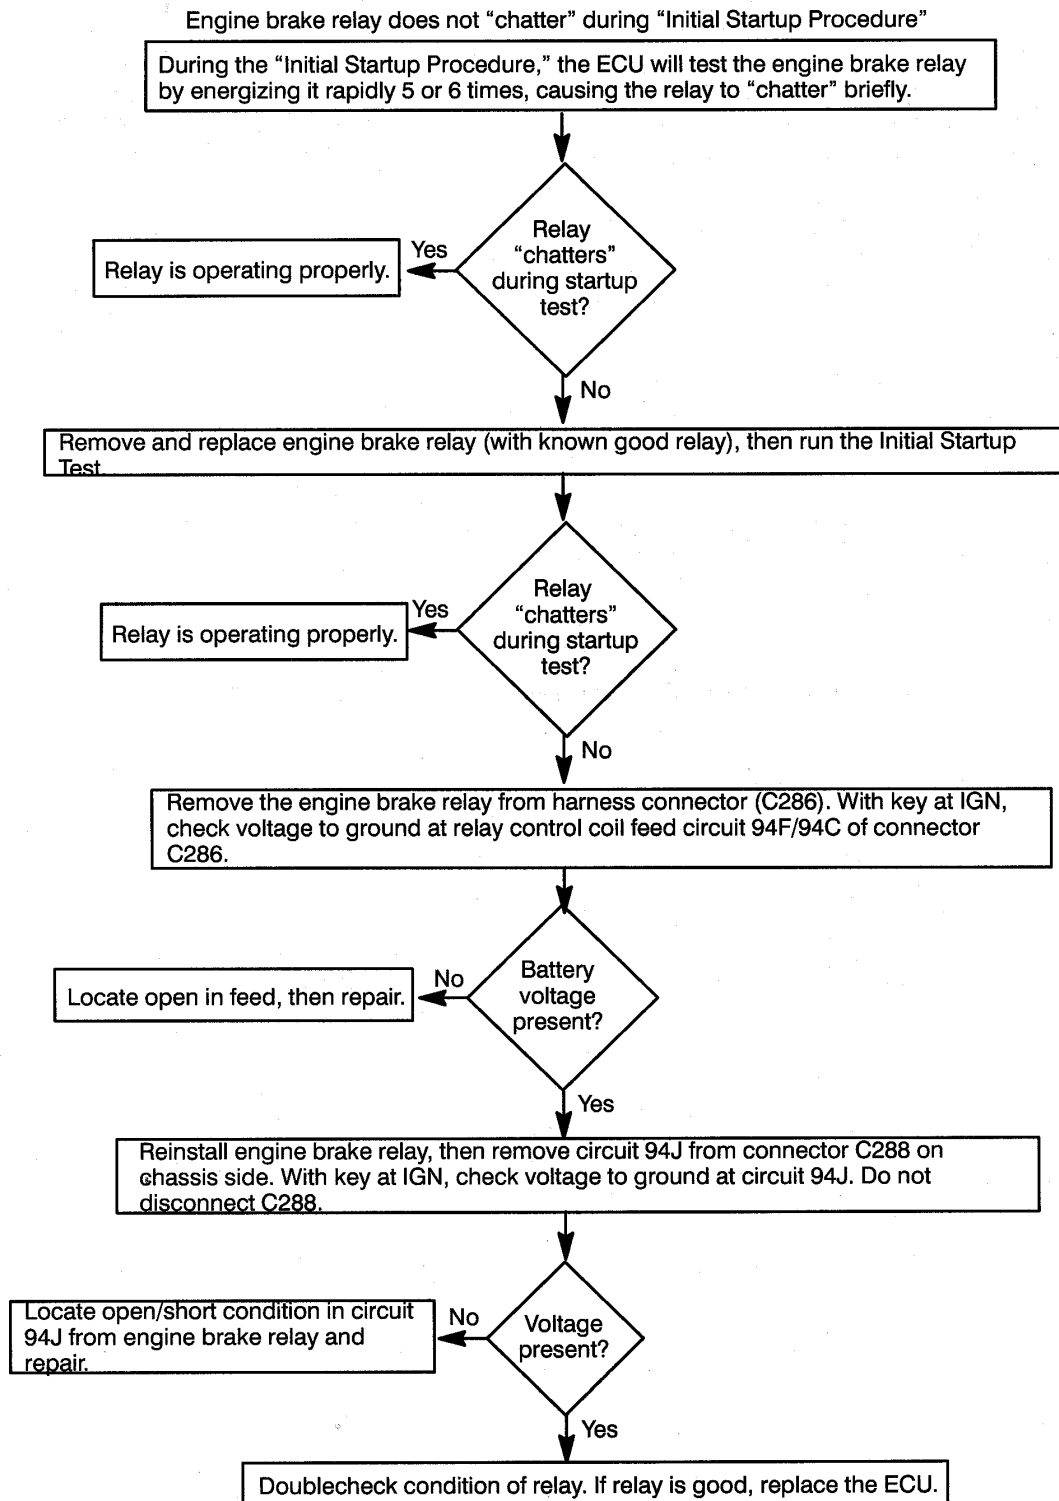 Engine brake relay does not “chatter” during “Initial Startup Procedure”
During the “Initial Startup Procedure,” the ECU will test the engine brake relay
by energizing it rapidly 5 or 6 times, causing the relay to “chatter” briefly.
Relay
“chatters”
during startup
test?
Yes
Relay is operating properly.
No
Remove and replace engine brake relay (with known good relay), then run the Initial Startup
Test
Relay
“chatters”
during startup
test?
Yes
Relay is operating properly.
No
Remove the engine brake relay from harness connector (C286). With key at IGN,
check voltage to ground at relay control coil feed circuit 94F/94C of connector
C286.
Battery
voltage
present?
No
Locate open in feed, then repair.
Yes
Reinstall engine brake relay, then remove circuit 94J from connector C288 on
chassis side. With key at IGN, check voltage to ground at circuit 94J. Do not
disconnect C288.
Voltage
present?
No
Locate open/short condition in circuit
94J from engine brake relay and
repair.
Yes
Doublecheck condition of relay. If relay is good, replace the ECU.